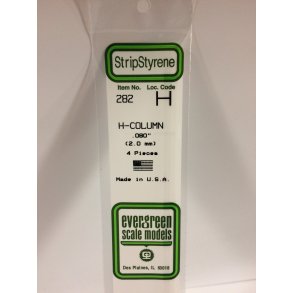 StripStyrene
Item No. Loc. Code
282 H
H-COLUMN
.080"
(2.0 mm)
4 Pieces
Made in U.S.A.
evergreen
scale models
Des Plaines, IL 60018